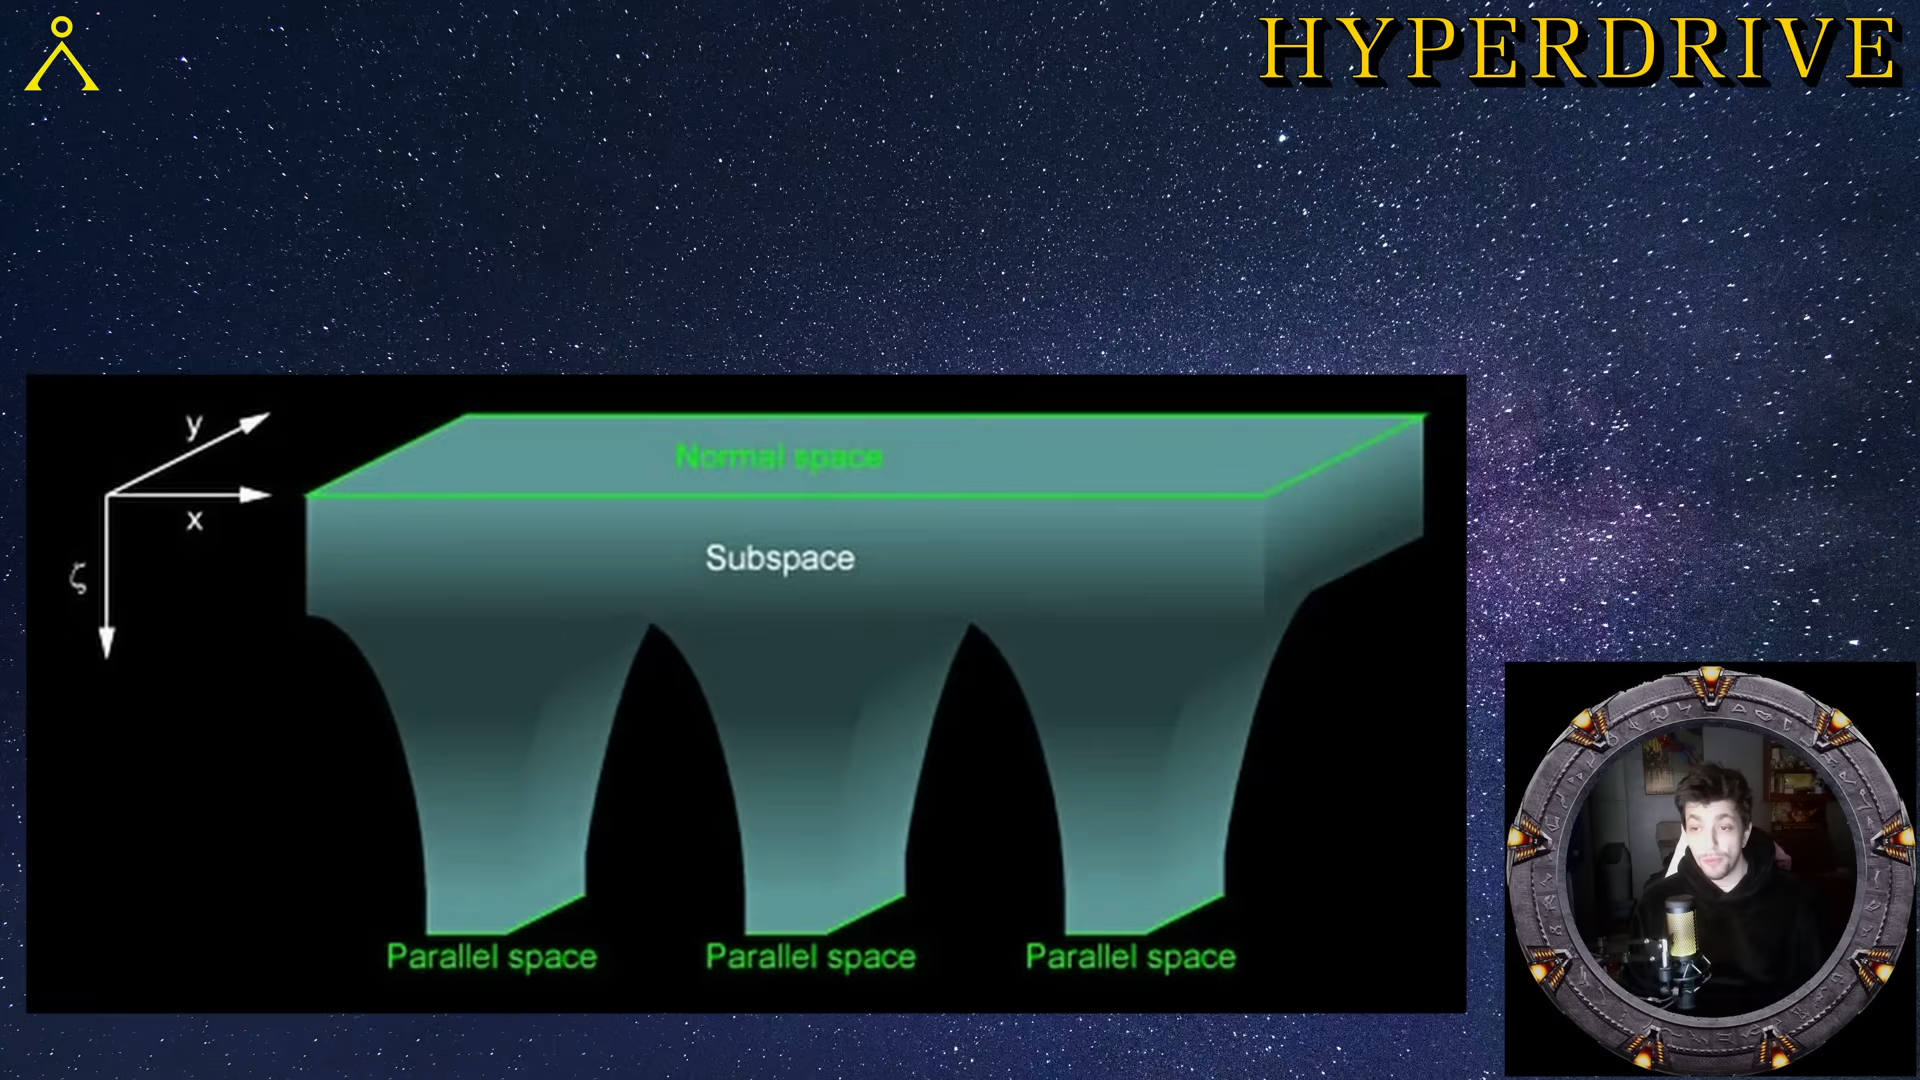 HYPERDRIVE
y
Normal space
x
Subspace
ζ
Parallel space
Parallel space
Parallel space